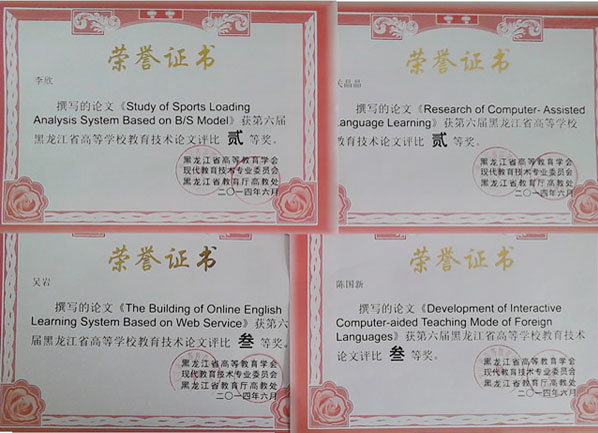 荣誉证书
李欣
撰写的论文《Study of Sports Loading
Analysis System Based on B/S Model》获第六届
黑龙江省高等学校教育技术论文评比 贰 等奖。
黑龙江省高等教育学会
现代教育技术专业委员会
黑龙江省教育厅高教处
二〇一四年六月
荣誉证书
晶晶
撰写的论文《Research of Computer- Assisted
Language Learning》获第六届黑龙江省高等学校
教育技术论文评比 贰 等奖。
黑龙江省高等教育学会
现代教育技术专业委员会
黑龙江省教育厅高教处
二〇一四年六月
荣誉证书
吴岩
撰写的论文《The Building of Online English
Learning System Based on Web Service》获第六
届黑龙江省高等学校教育技术论文评比 叁 等奖。
黑龙江省高等教育学会
现代教育技术专业委员会
黑龙江省教育厅高教处
二〇一四年六月
荣誉证书
陈国新
撰写的论文《Development of Interactive
Computer-aided Teaching Mode of Foreign
Languages》获第六届黑龙江省高等学校教育技术
论文评比 叁 等奖。
黑龙江省高等教育学会
现代教育技术专业委员会
黑龙江省教育厅高教处
二〇一四年六月